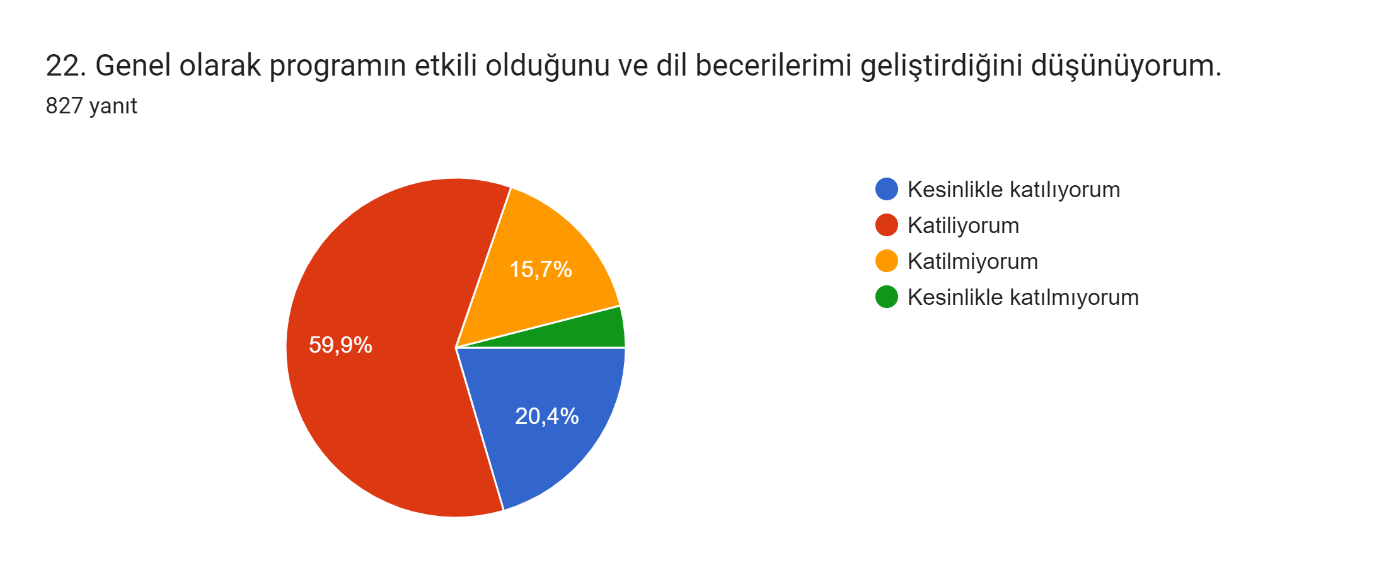 22. Genel olarak programın etkili olduğunu ve dil becerilerimi geliştirdiğini düşünüyorum.
827 yanıt
Kesinlikle katılıyorum
Katiliyorum
Katilmiyorum
Kesinlikle katılmıyorum
15,7%
59,9%
20,4%